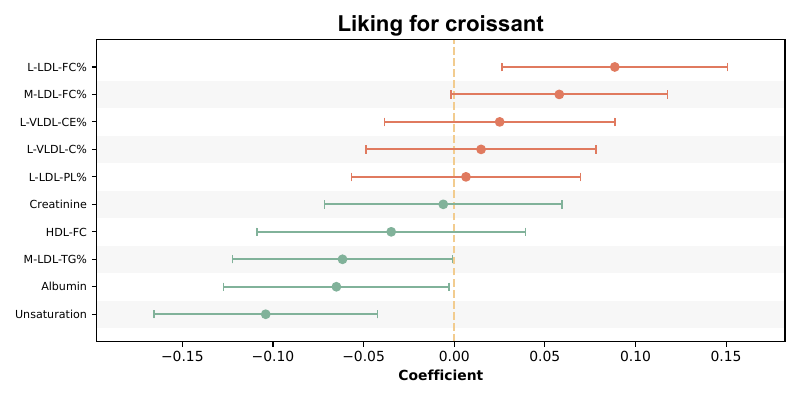 Liking for croissant
L-LDL-FC%
M-LDL-FC%
L-VLDL-CE%
L-VLDL-C%
L-LDL-PL%
Creatinine
HDL-FC
M-LDL-TG%
Albumin
Unsaturation
−0.15 −0.10 −0.05 0.00 0.05 0.10 0.15
Coefficient